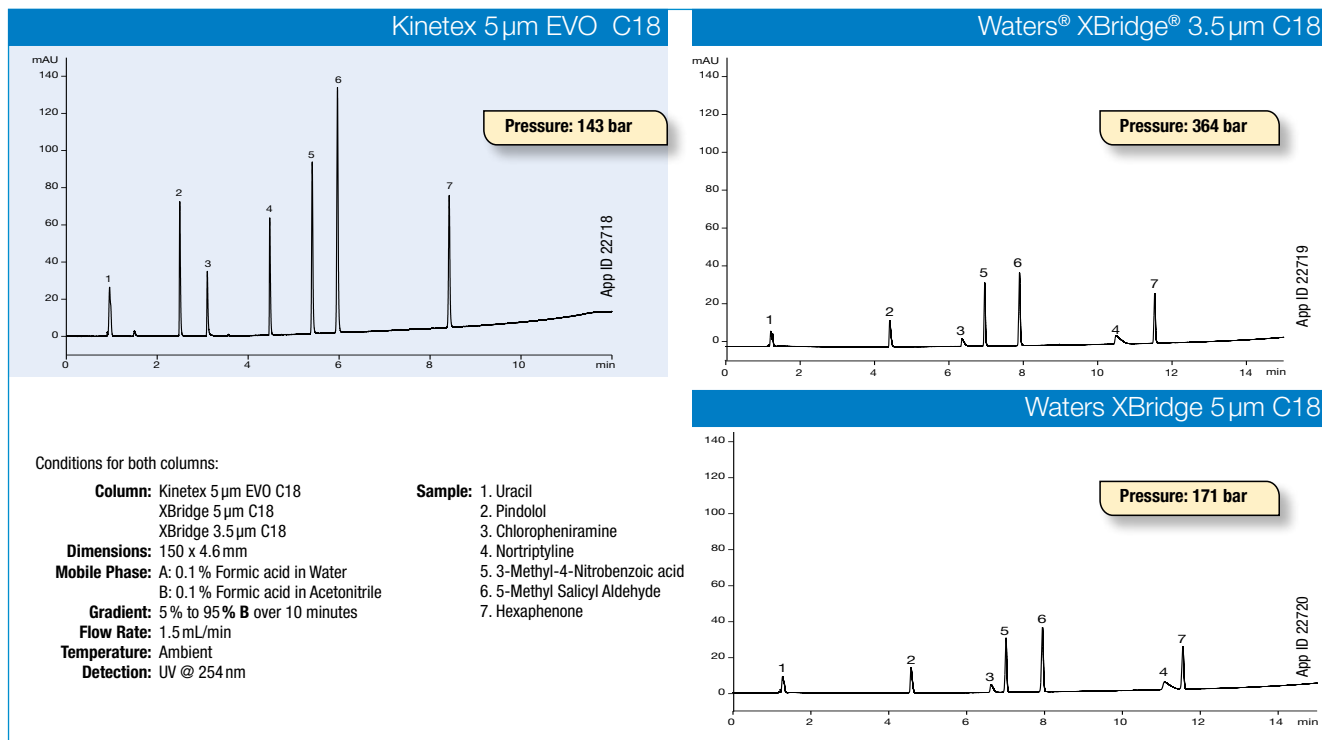 Kinetex 5 µm EVO C18
mAU
140
120
100
80
60
40
20
0
0 2 4 6 8 10 min
1 2 3 4 5 6 7
Pressure: 143 bar
App ID 22718
Waters® XBridge® 3.5 µm C18
mAU
140
120
100
80
60
40
20
0
0 2 4 6 8 10 12 14 min
1 2 3 5 6 4 7
Pressure: 364 bar
App ID 22719
Waters XBridge 5 µm C18
140
120
100
80
60
40
20
0
0 2 4 6 8 10 12 14 min
1 2 3 5 6 4 7
Pressure: 171 bar
App ID 22720
Conditions for both columns:
Column: Kinetex 5 µm EVO C18
XBridge 5 µm C18
XBridge 3.5 µm C18
Dimensions: 150 x 4.6 mm
Mobile Phase: A: 0.1 % Formic acid in Water
B: 0.1 % Formic acid in Acetonitrile
Gradient: 5 % to 95 % B over 10 minutes
Flow Rate: 1.5 mL/min
Temperature: Ambient
Detection: UV @ 254 nm
Sample: 1. Uracil
2. Pindolol
3. Chloropheniramine
4. Nortriptyline
5. 3-Methyl-4-Nitrobenzoic acid
6. 5-Methyl Salicyl Aldehyde
7. Hexaphenone